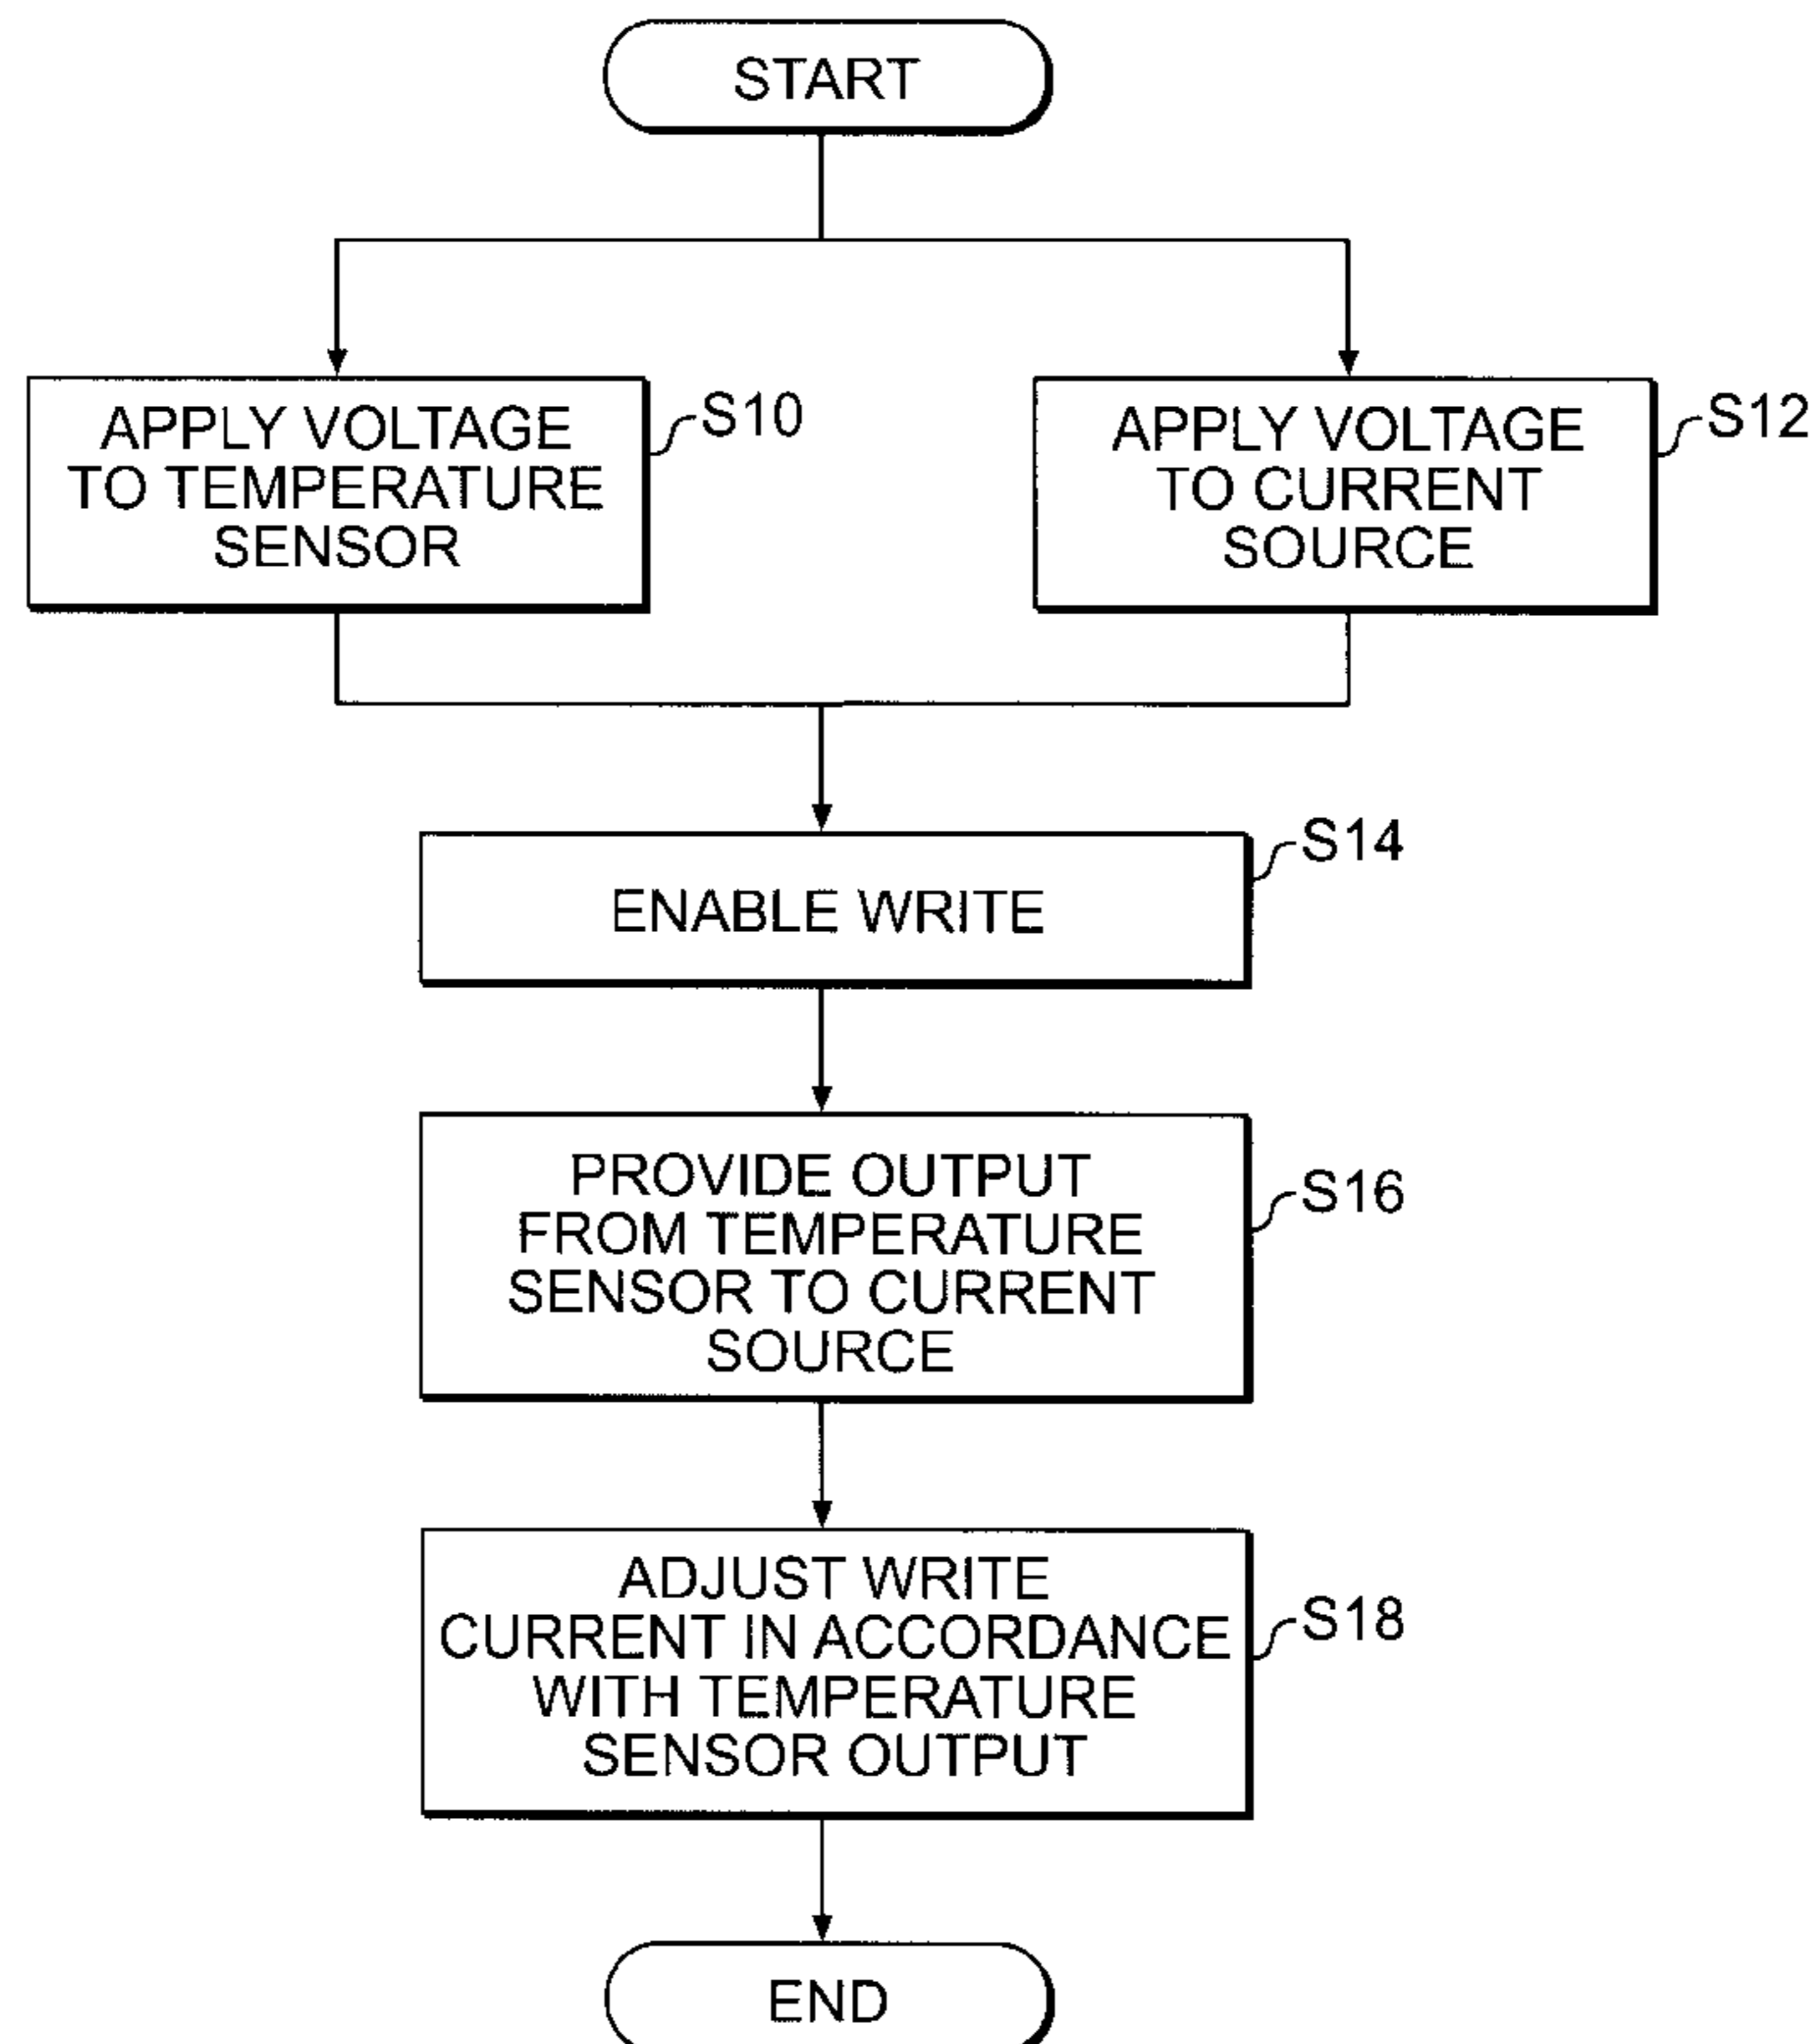 START
APPLY VOLTAGE
TO TEMPERATURE
SENSOR
S10
APPLY VOLTAGE
TO CURRENT
SOURCE
S12
ENABLE WRITE
S14
PROVIDE OUTPUT
FROM TEMPERATURE
SENSOR TO CURRENT
SOURCE
S16
ADJUST WRITE
CURRENT IN ACCORDANCE
WITH TEMPERATURE
SENSOR OUTPUT
S18
END